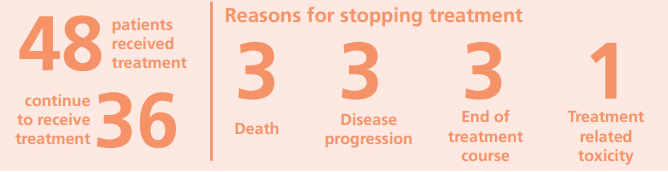 48 patients
received
treatment
continue
to receive
treatment 36
Reasons for stopping treatment
3 3 3 1
Death
Disease
progression
End of
treatment
course
Treatment
related
toxicity